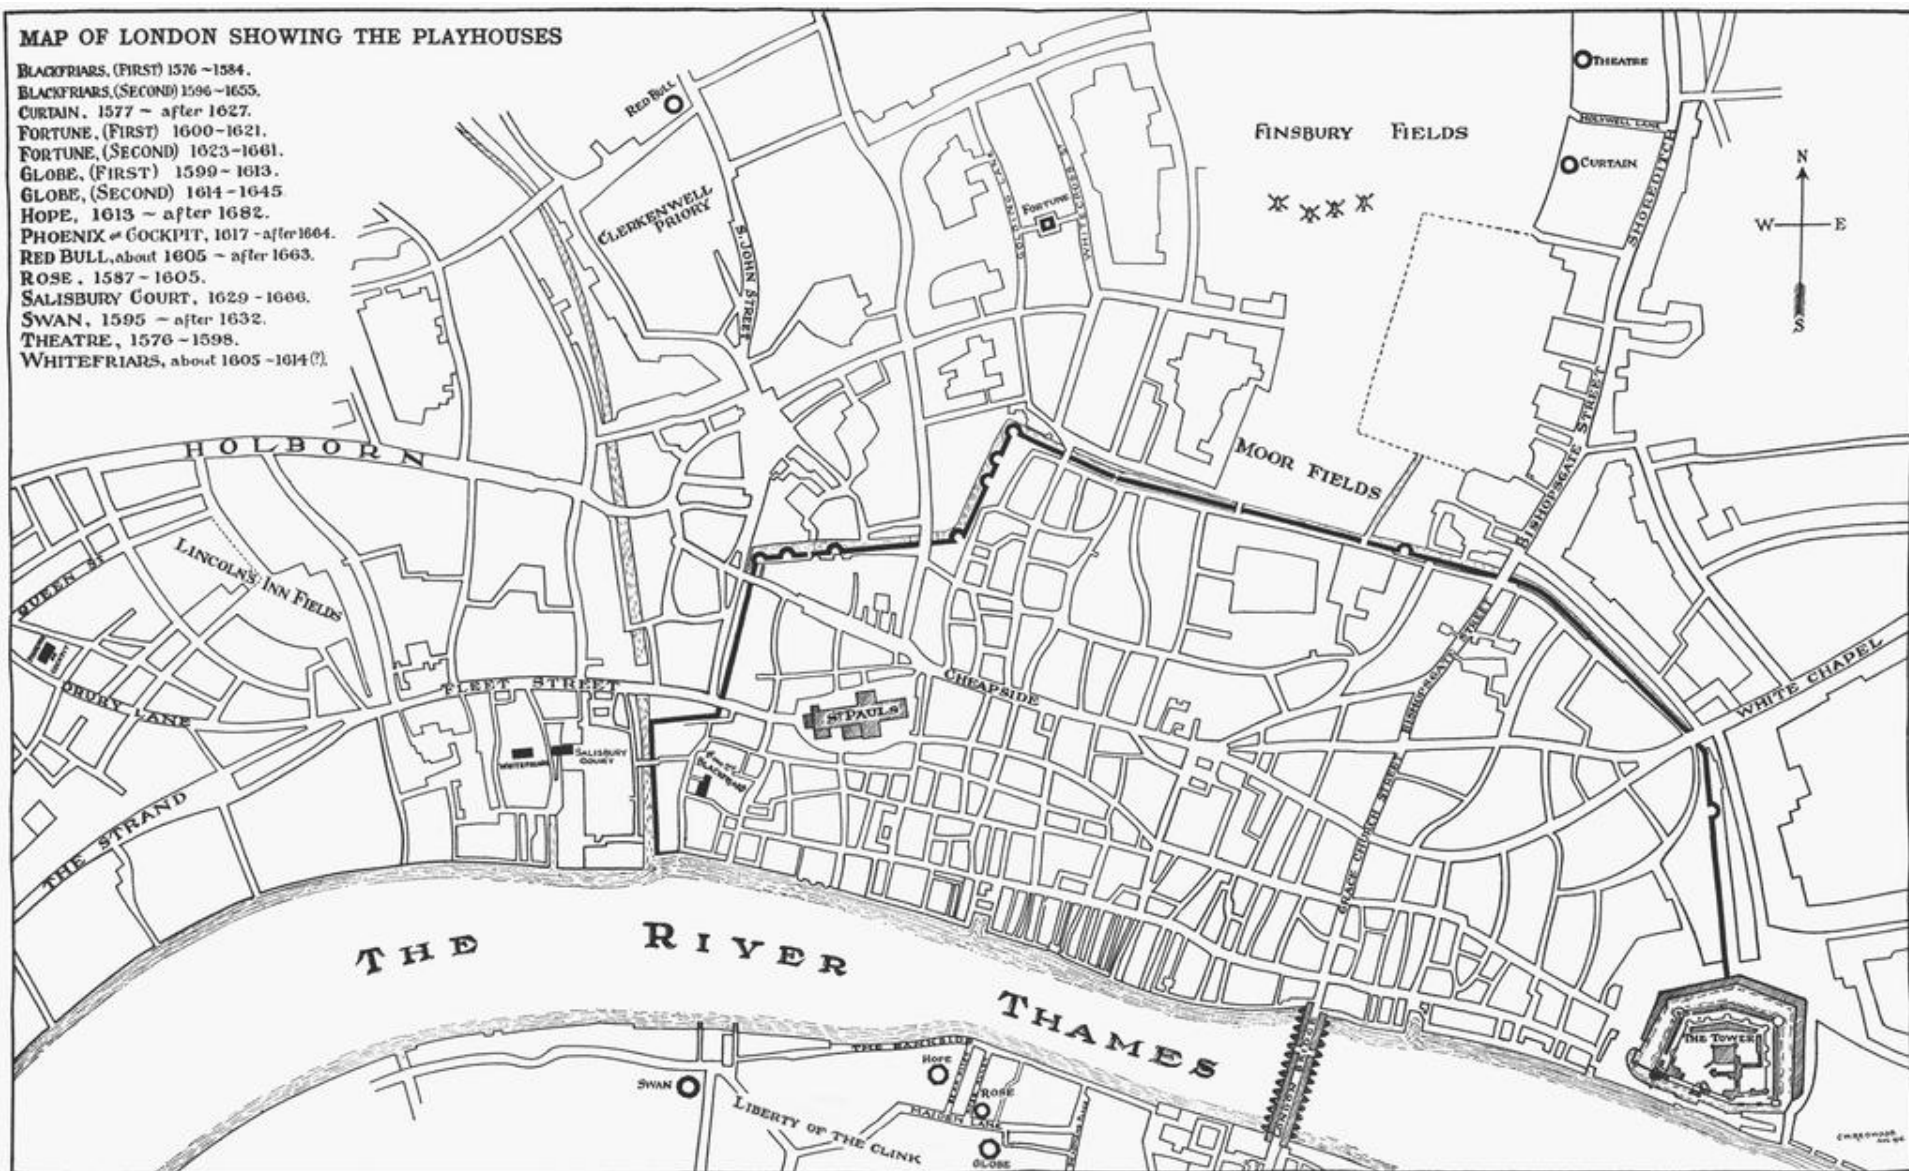 MAP OF LONDON SHOWING THE PLAYHOUSES
BLACKFRIARS, (FIRST) 1576 ~ 1584.
BLACKFRIARS, (SECOND) 1596 ~ 1655.
CURTAIN, 1577 ~ after 1627.
FORTUNE, (FIRST) 1600-1621.
FORTUNE, (SECOND) 1623-1661.
GLOBE, (FIRST) 1599-1613.
GLOBE, (SECOND) 1614-1645
HOPE, 1613 ~ after 1682.
PHOENIX or COCKPIT, 1617 - after 1664.
RED BULL, about 1605 ~ after 1663.
ROSE, 1587-1605.
SALISBURY COURT, 1629-1666.
SWAN, 1595 ~ after 1632.
THEATRE, 1576-1598.
WHITEFRIARS, about 1605-1614(?).
RED BULL
THEATRE
HOLYWELL LANE
CURTAIN
SHOREDITCH
FINSBURY FIELDS
N
W E
S
CLERKENWELL
PRIORY
S. JOHN STREET
GOLDING LANE
FORTUNE
WHITECROSS ST
HOLBORN
MOOR FIELDS
BISHOPSGATE STREET
QUEEN ST
LINCOLN'S INN FIELDS
DRURY LANE
FLEET STREET
CHEAPSIDE
BISHOPSGATE STREET
WHITE CHAPEL
ST PAULS
WHITEFRIARS
SALISBURY
COURT
BLACKFRIARS
THE STRAND
GRACE CHURCH STREET
THE RIVER THAMES
LONDON BRIDGE
THE TOWER
THE BANKSIDE
SWAN
HOPE
ROSE
MAIDEN LANE
GLOBE
LIBERTY OF THE CLINK